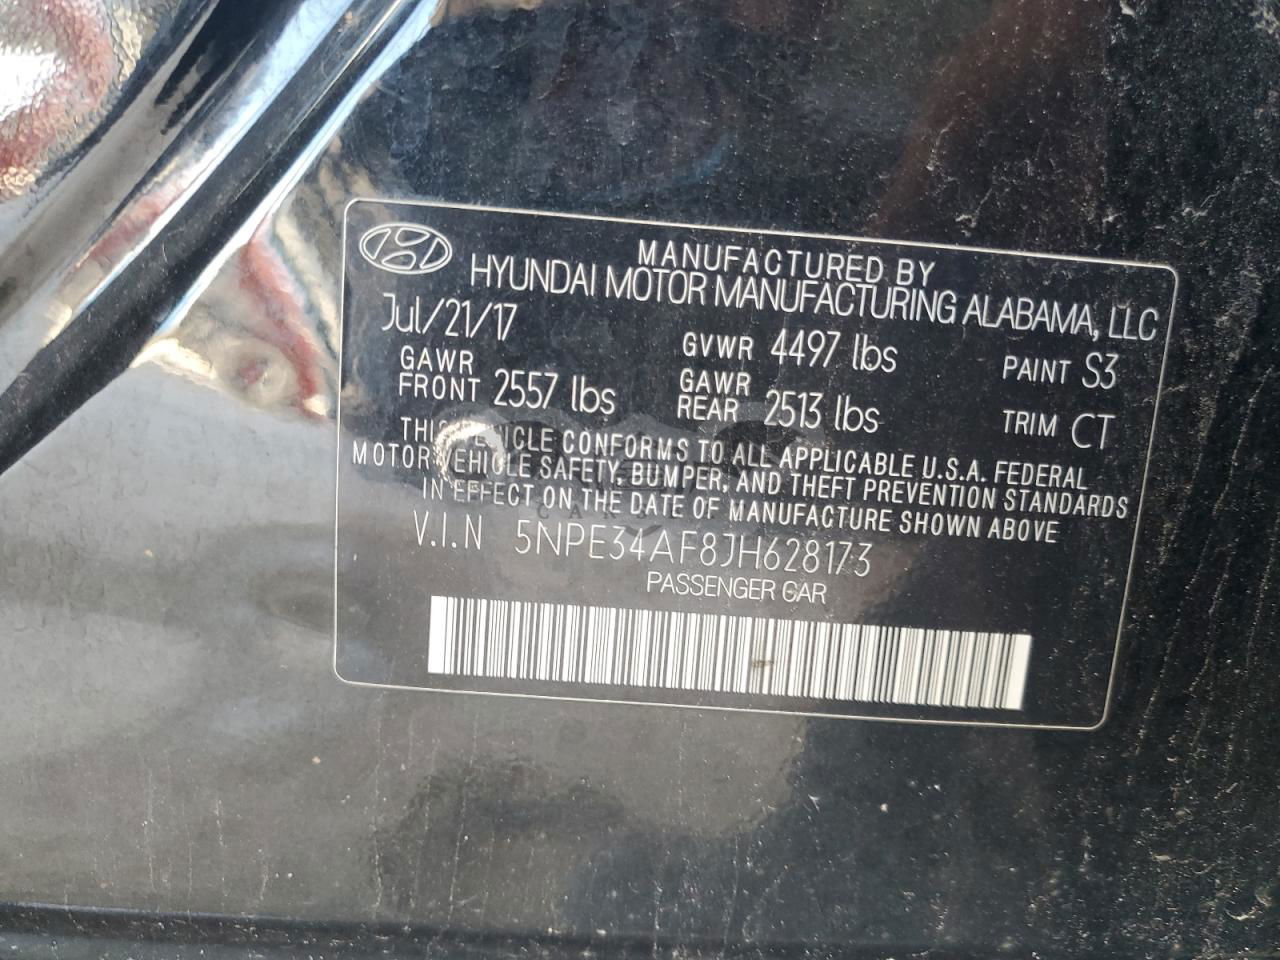 MANUFACTURED BY
HYUNDAI MOTOR MANUFACTURING ALABAMA, LLC
Jul/21/17
GVWR 4497 lbs PAINT S3
GAWR FRONT 2557 lbs GAWR REAR 2513 lbs TRIM CT
THIS VEHICLE CONFORMS TO ALL APPLICABLE U.S.A. FEDERAL
MOTOR VEHICLE SAFETY, BUMPER, AND THEFT PREVENTION STANDARDS
IN EFFECT ON THE DATE OF MANUFACTURE SHOWN ABOVE
V.I.N 5NPE34AF8JH628173
PASSENGER CAR